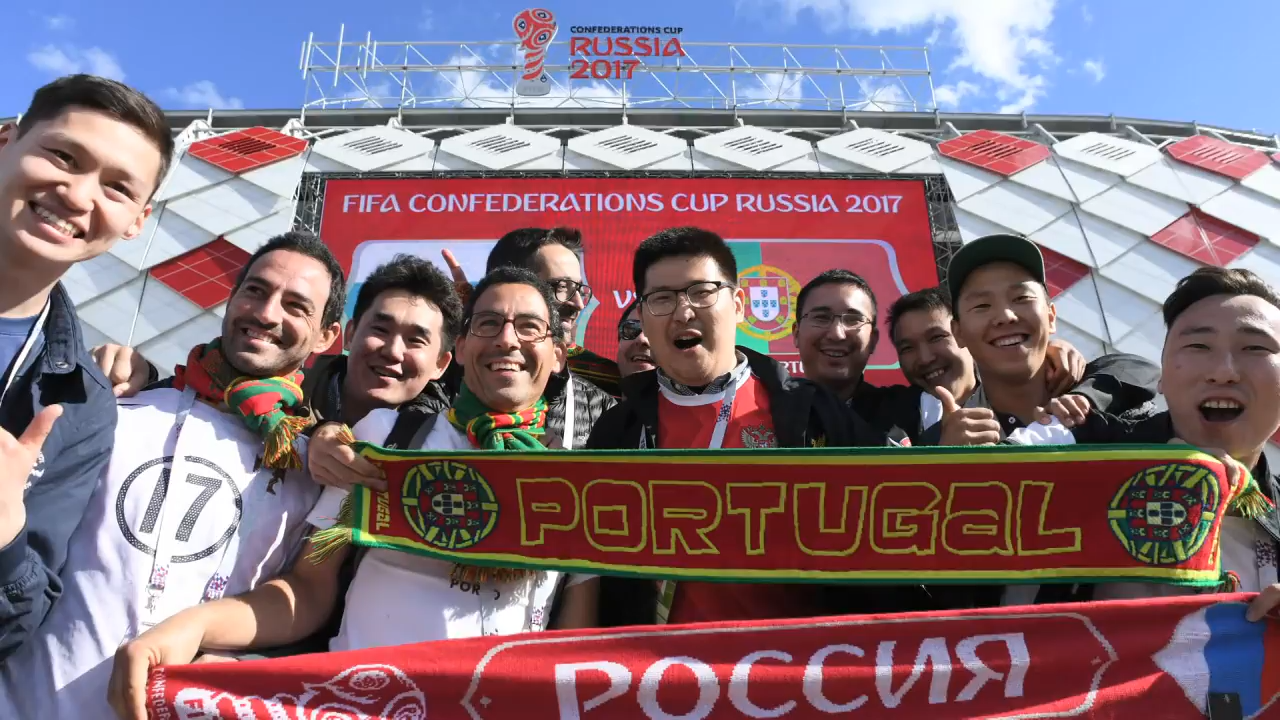 CONFEDERATIONS CUP
RUSSIA
2017
FIFA CONFEDERATIONS CUP RUSSIA 2017
17
PORTUGAL
РОССИЯ